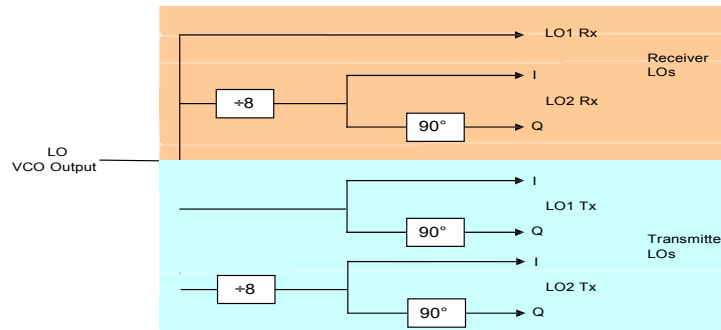 LO1 Rx
Receiver
LOs
I
÷8
LO2 Rx
90°
Q
LO
VCO Output
I
LO1 Tx
90°
Q
Transmitte
LOs
I
÷8
LO2 Tx
90°
Q